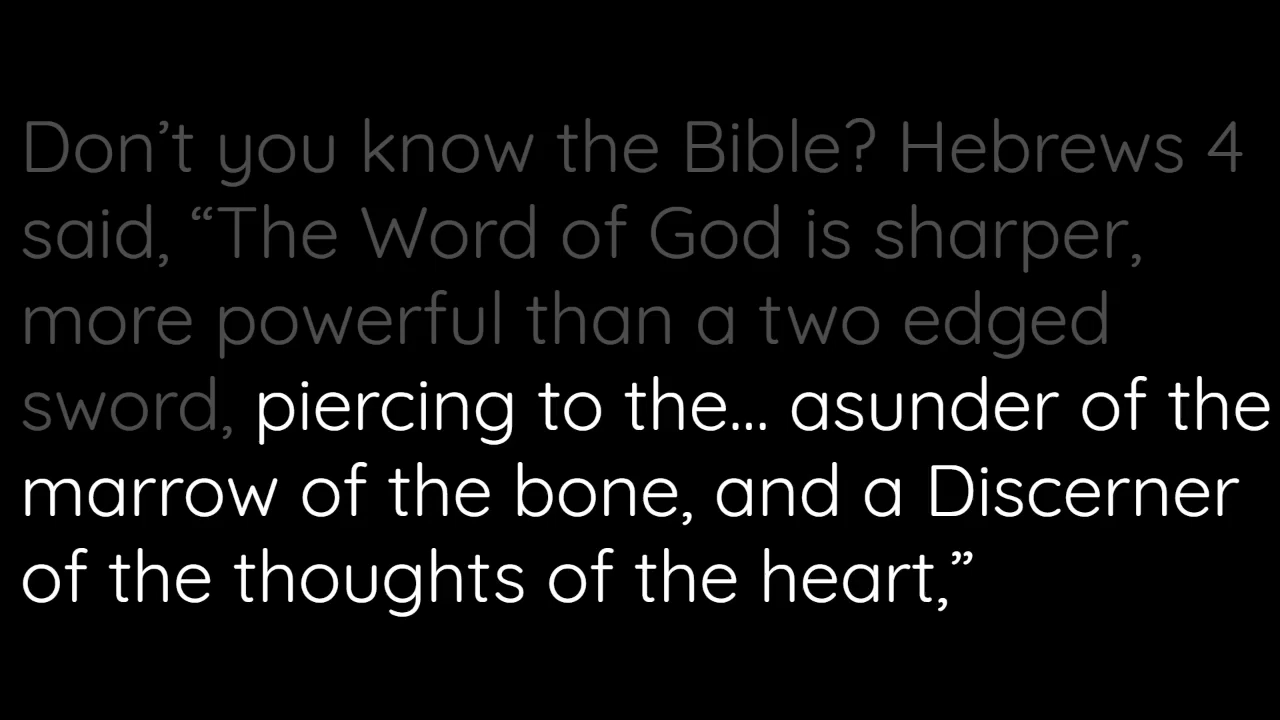 Don’t you know the Bible? Hebrews 4
said, “The Word of God is sharper,
more powerful than a two edged
sword, piercing to the... asunder of the
marrow of the bone, and a Discerner
of the thoughts of the heart,”